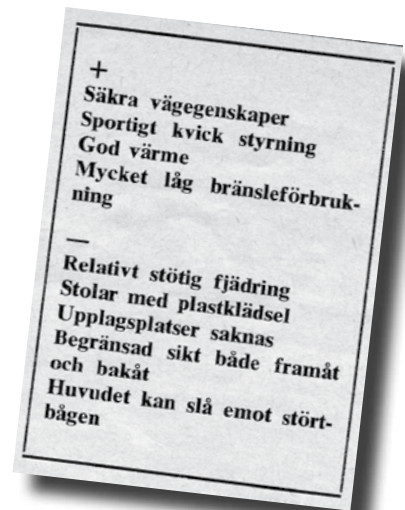 +
Säkra vägegenskaper
Sportigt kvick styrning
God värme
Mycket låg bränsleförbruk-
ning
—
Relativt stötig fjädring
Stolar med plastklädsel
Upplagsplatser saknas
Begränsad sikt både framåt
och bakåt
Huvudet kan slå emot stört-
bågen